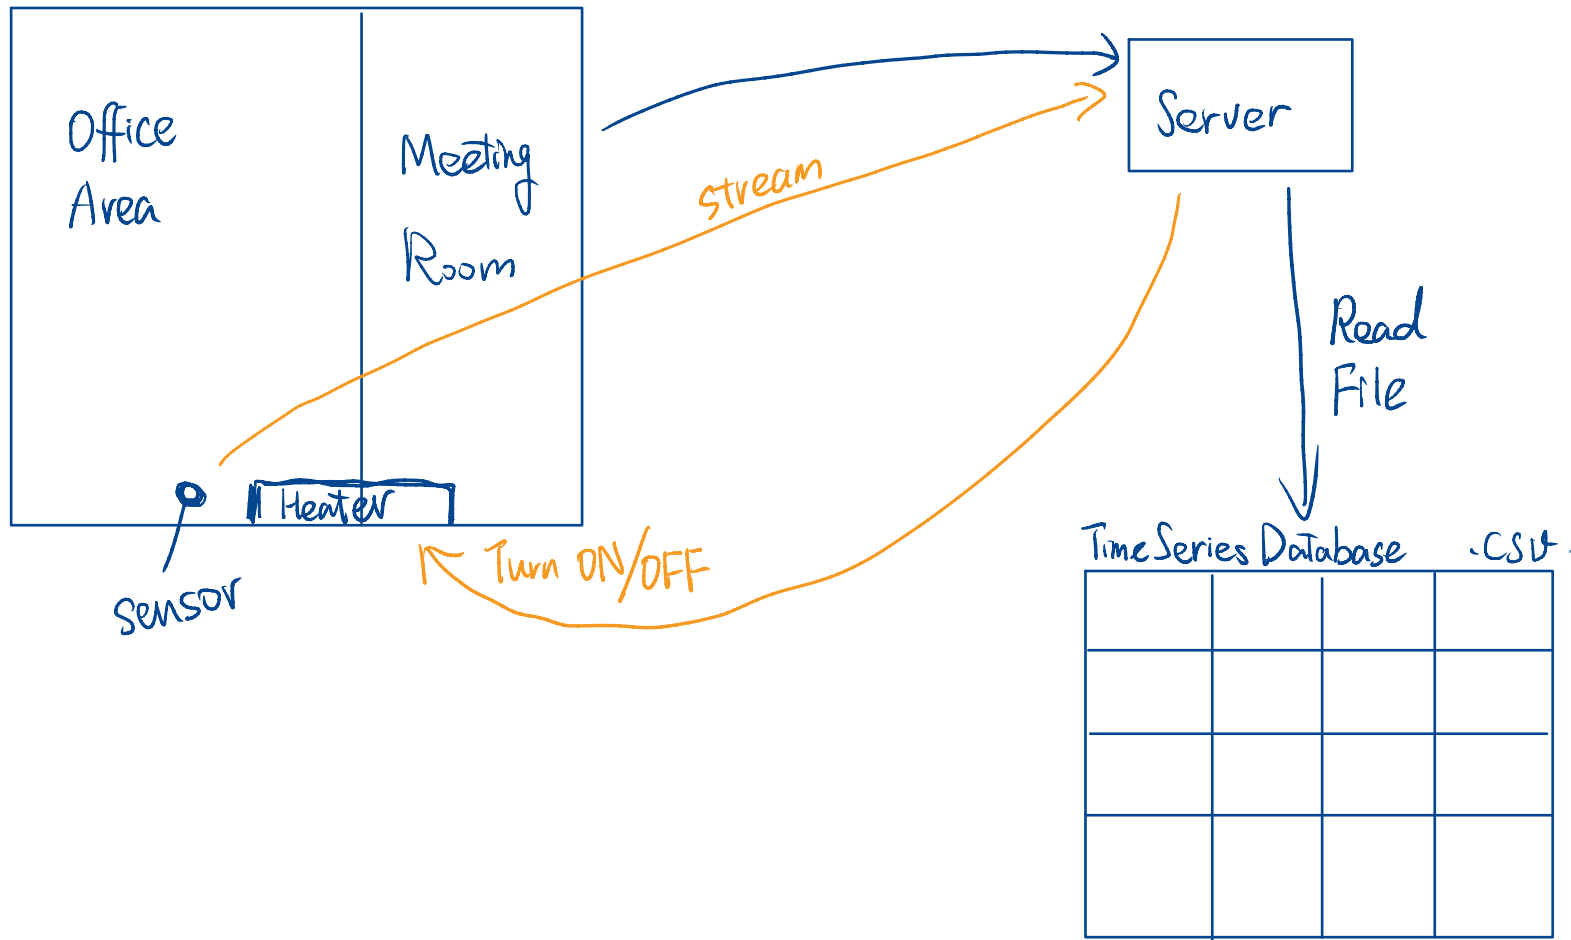 Office
Area
Meeting
Room
Server
stream
Read
File
Heater
sensor
Turn ON/OFF
Time Series Database .csv